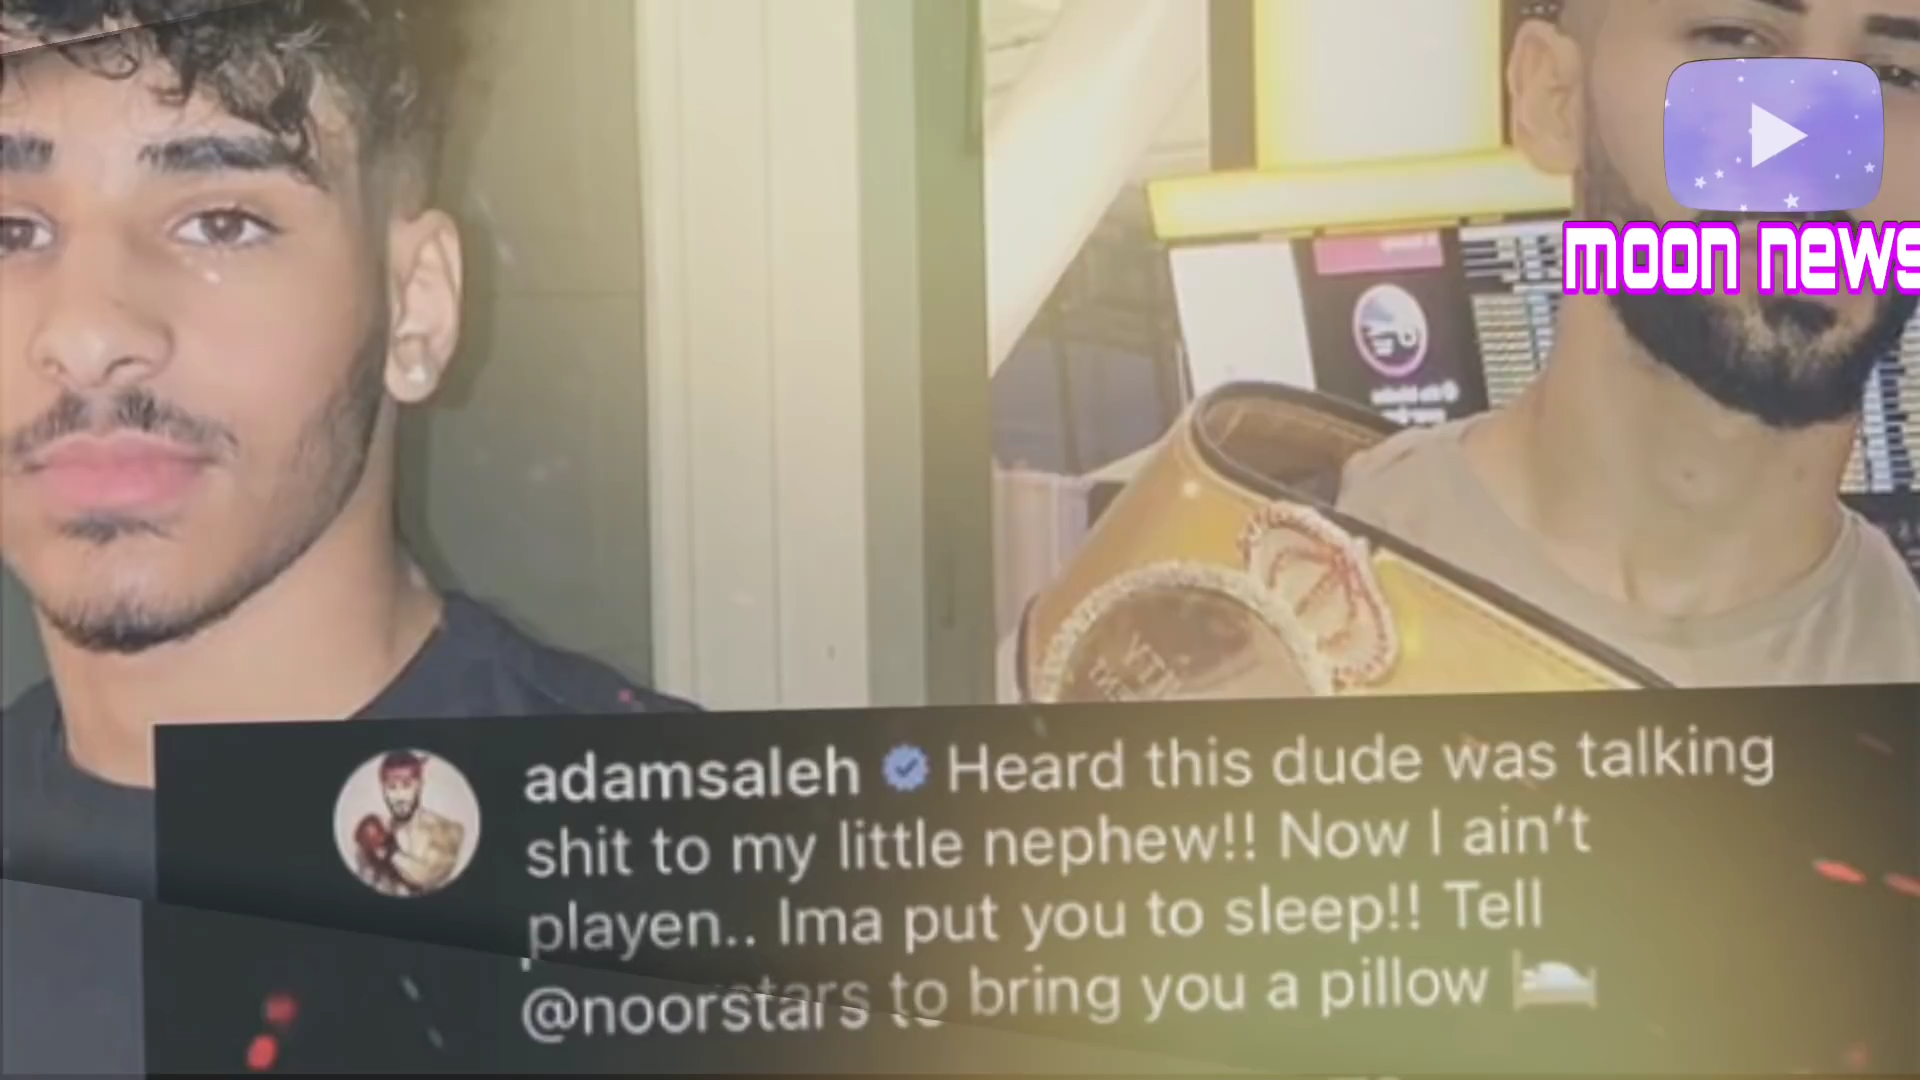 moon news
adamsaleh Heard this dude was talking
shit to my little nephew!! Now I ain't
playen.. Ima put you to sleep!! Tell
@noorstars to bring you a pillow